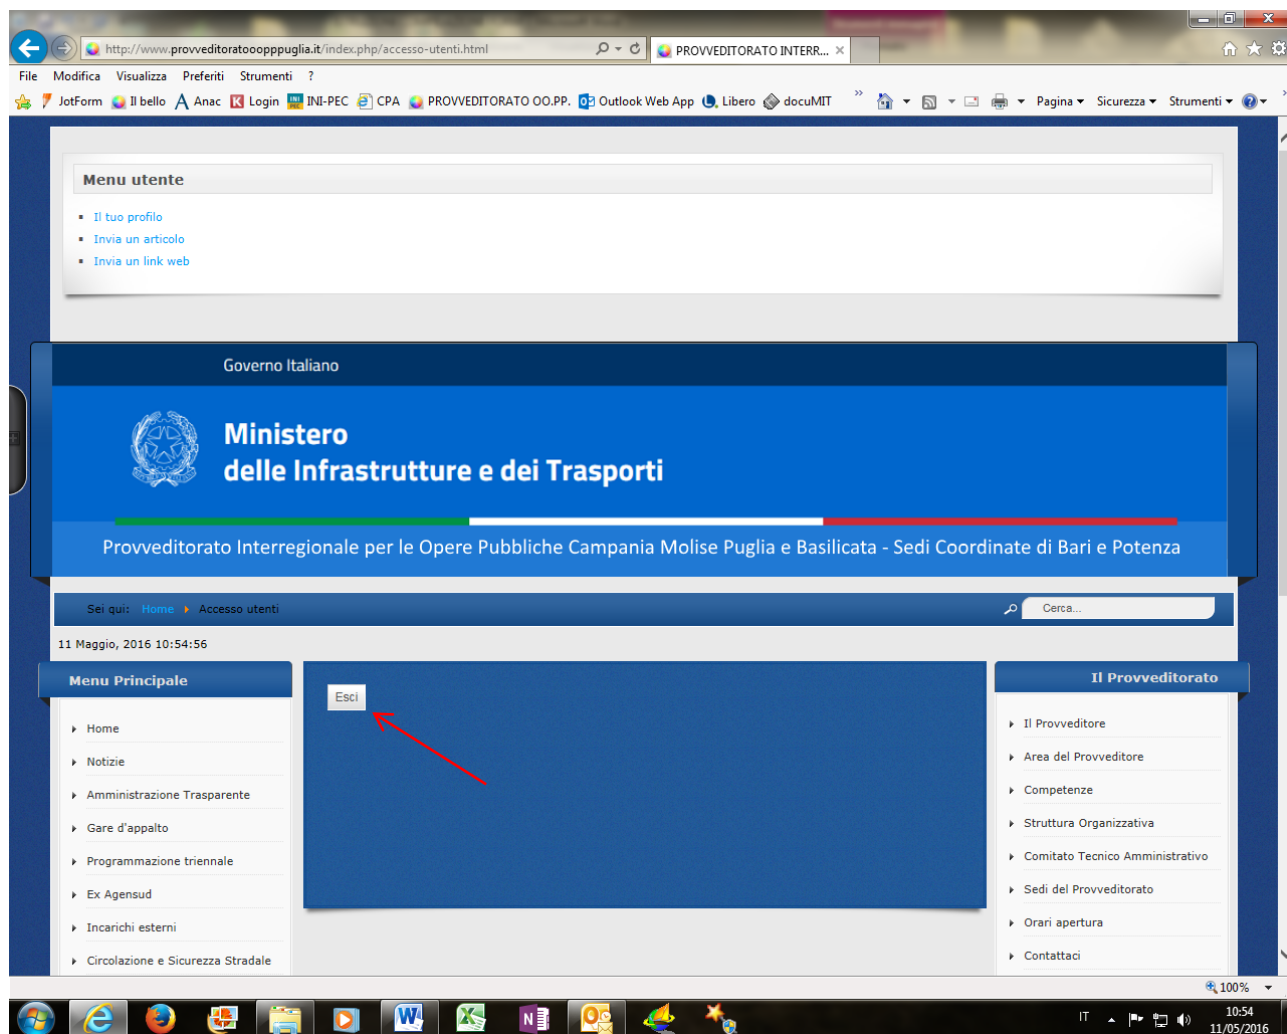 http://www.provveditoratoooppuglia.it/index.php/accesso-utenti.html
PROVVEDITORATO INTERR...
File Modifica Visualizza Preferiti Strumenti ?
JotForm Il bello Anac Login INI-PEC CPA PROVVEDITORATO OO.PP. Outlook Web App Libero docuMIT Pagina Sicurezza Strumenti
Menu utente
Il tuo profilo
Invia un articolo
Invia un link web
Governo Italiano
Ministero
delle Infrastrutture e dei Trasporti
Provveditorato Interregionale per le Opere Pubbliche Campania Molise Puglia e Basilicata - Sedi Coordinate di Bari e Potenza
Sei qui: Home Accesso utenti
Cerca...
11 Maggio, 2016 10:54:56
Menu Principale
Home
Notizie
Amministrazione Trasparente
Gare d'appalto
Programmazione triennale
Ex Agensud
Incarichi esterni
Circolazione e Sicurezza Stradale
Esci
Il Provveditorato
Il Provveditore
Area del Provveditore
Competenze
Struttura Organizzativa
Comitato Tecnico Amministrativo
Sedi del Provveditorato
Orari apertura
Contattaci
100%
IT
10:54
11/05/2016